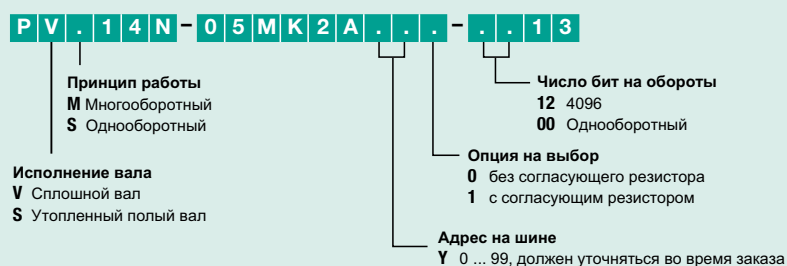 PV.14N-05MK2A...-..13
Принцип работы
M Многооборотный
S Однооборотный
Исполнение вала
V Сплошной вал
S Утопленный полый вал
Число бит на обороты
12 4096
00 Однооборотный
Опция на выбор
0 без согласующего резистора
1 с согласующим резистором
Адрес на шине
Y 0 ... 99, должен уточняться во время заказа